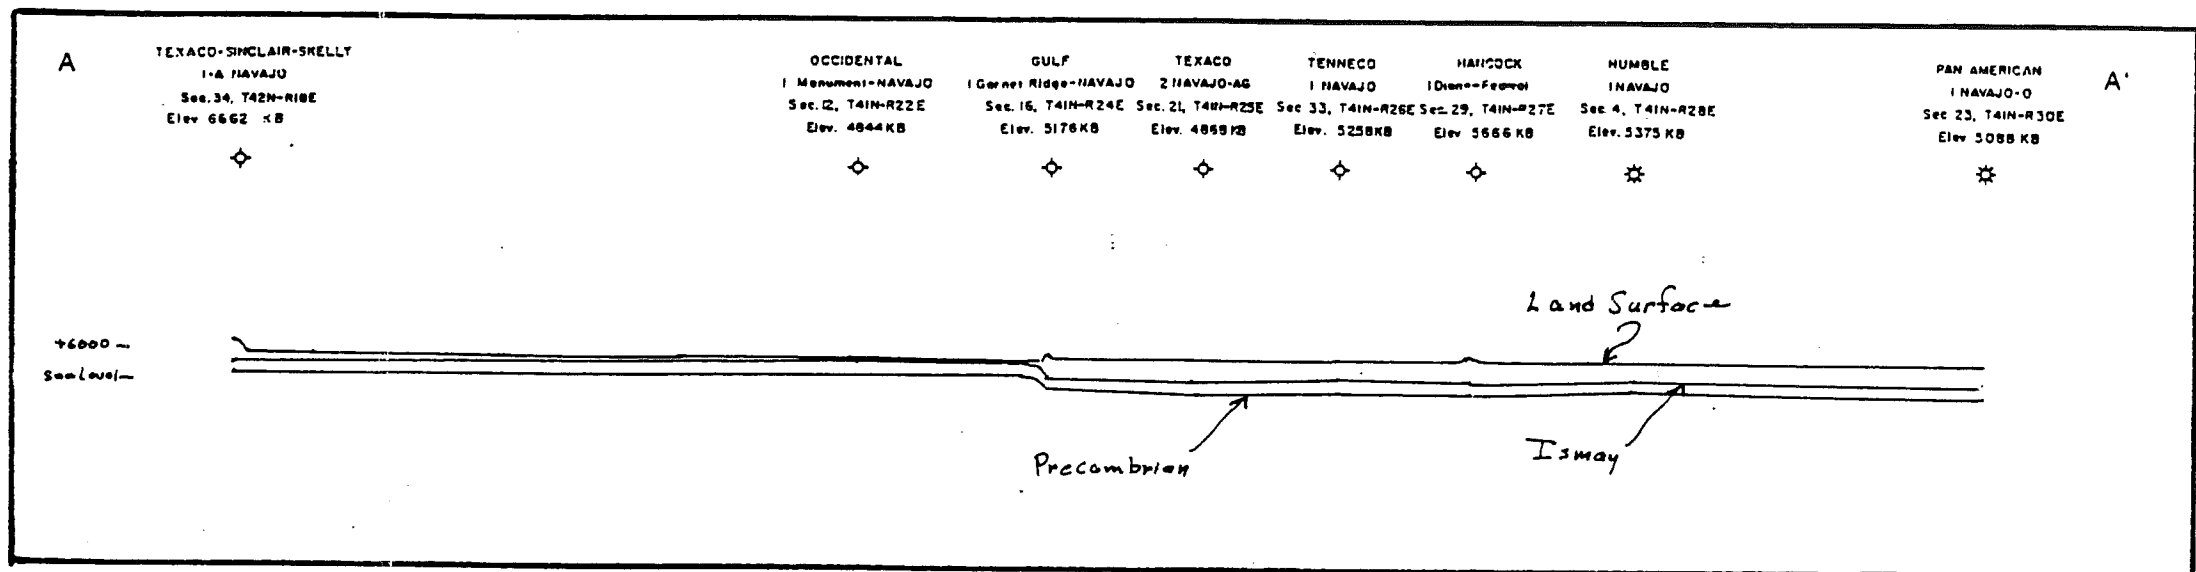 A
TEXACO-SINCLAIR-SKELLY
1-A NAVAJO
Sec. 34, T42N-R18E
Elev 6662 KB
OCCIDENTAL
1 Monument-NAVAJO
Sec. 12, T41N-R22E
Elev. 4844 KB
GULF
1 Garnet Ridge-NAVAJO
Sec. 16, T41N-R24E
Elev. 5176 KB
TEXACO
2 NAVAJO-AG
Sec. 21, T41N-R25E
Elev. KB
TENNECO
1 NAVAJO
Sec 33, T41N-R26E
Elev. 5258 KB
HANCOCK
1 Diane-Federal
Sec. 29, T41N-R27E
Elev 5666 KB
HUMBLE
1 NAVAJO
Sec. 4, T41N-R28E
Elev. 5375 KB
PAN AMERICAN
1 NAVAJO-O
Sec 23, T41N-R30E
Elev 5088 KB
A'
Land Surface
+6000
Sea Level
Precambrian
Ismay